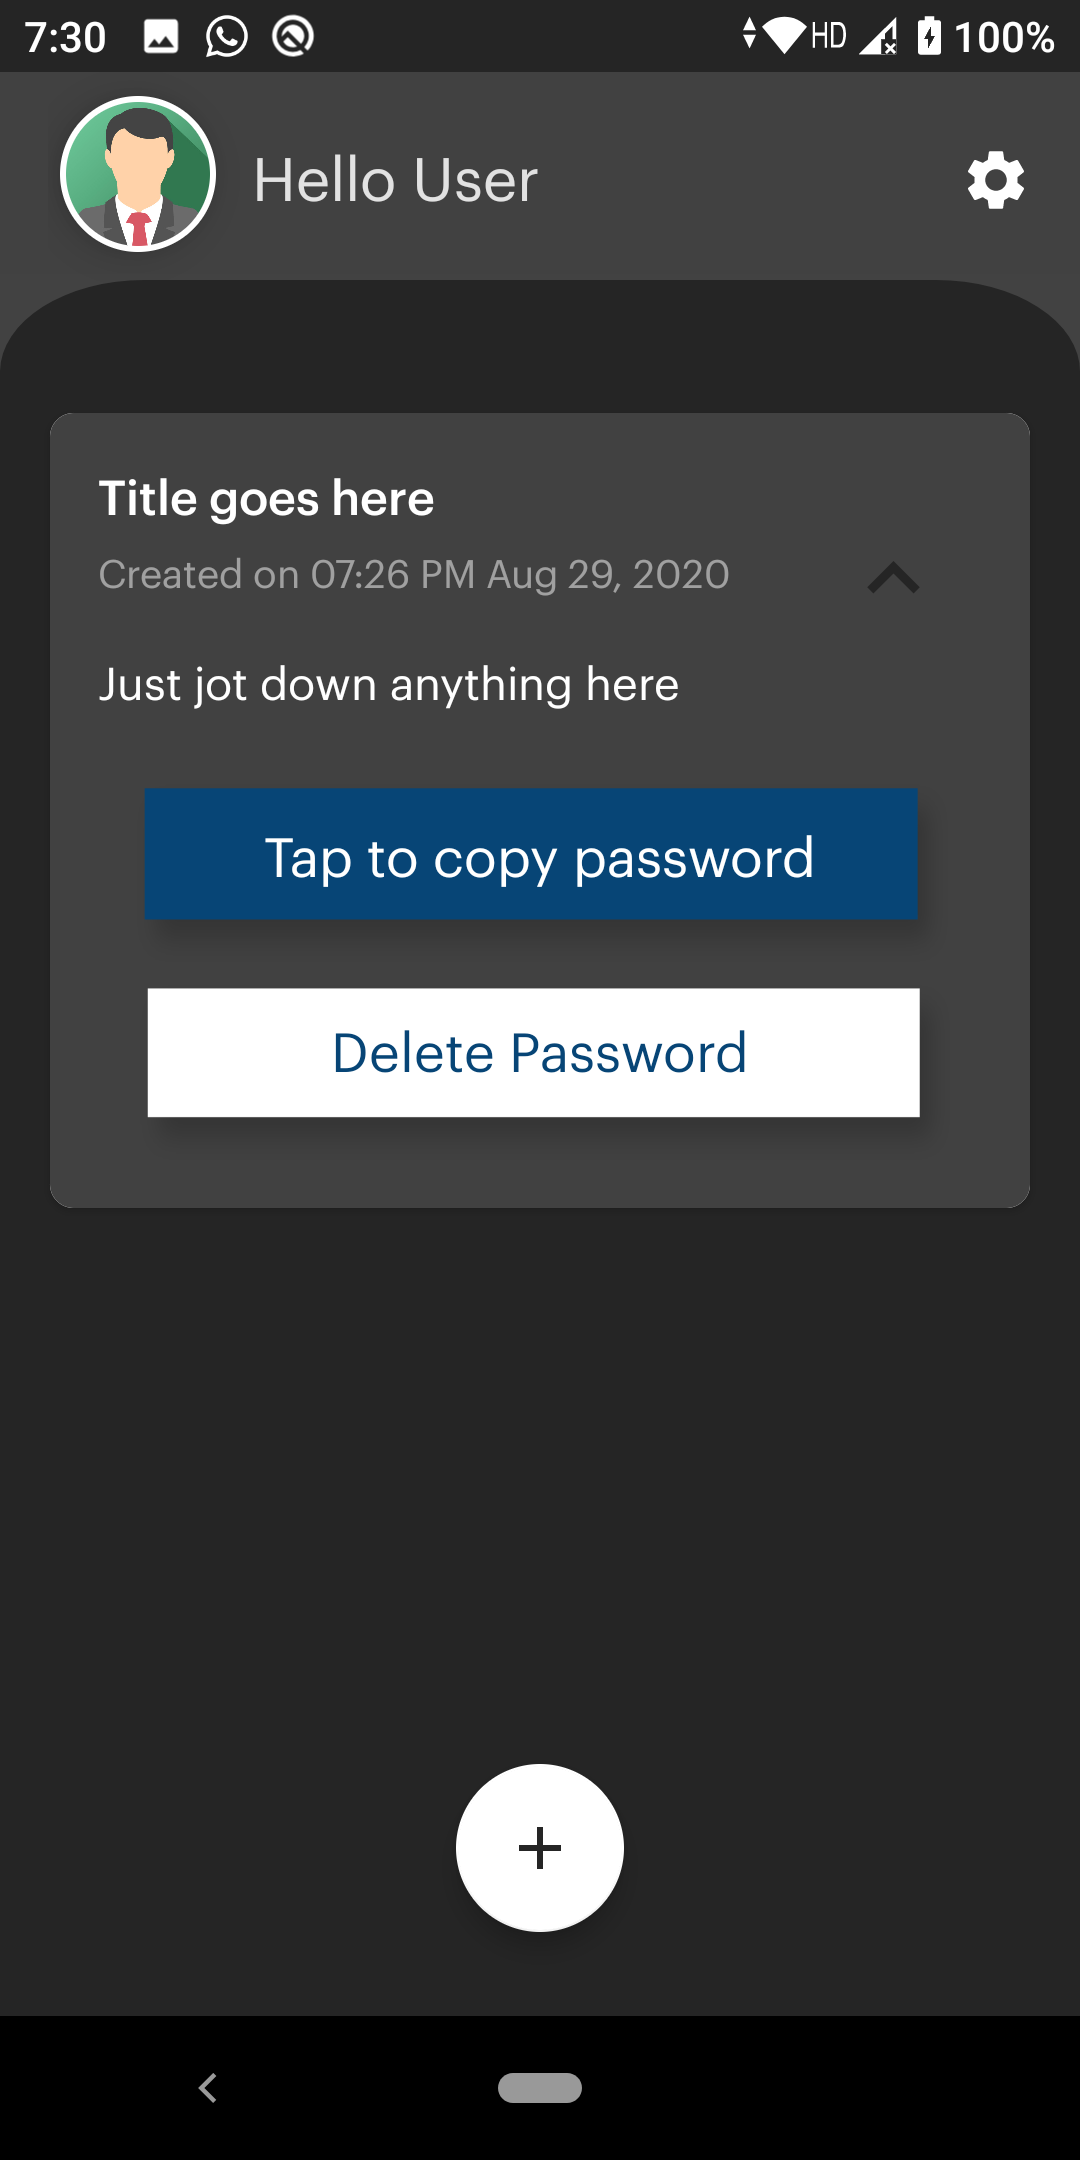 7:30 HD 100%
Hello User
Title goes here
Created on 07:26 PM Aug 29, 2020
Just jot down anything here
Tap to copy password
Delete Password